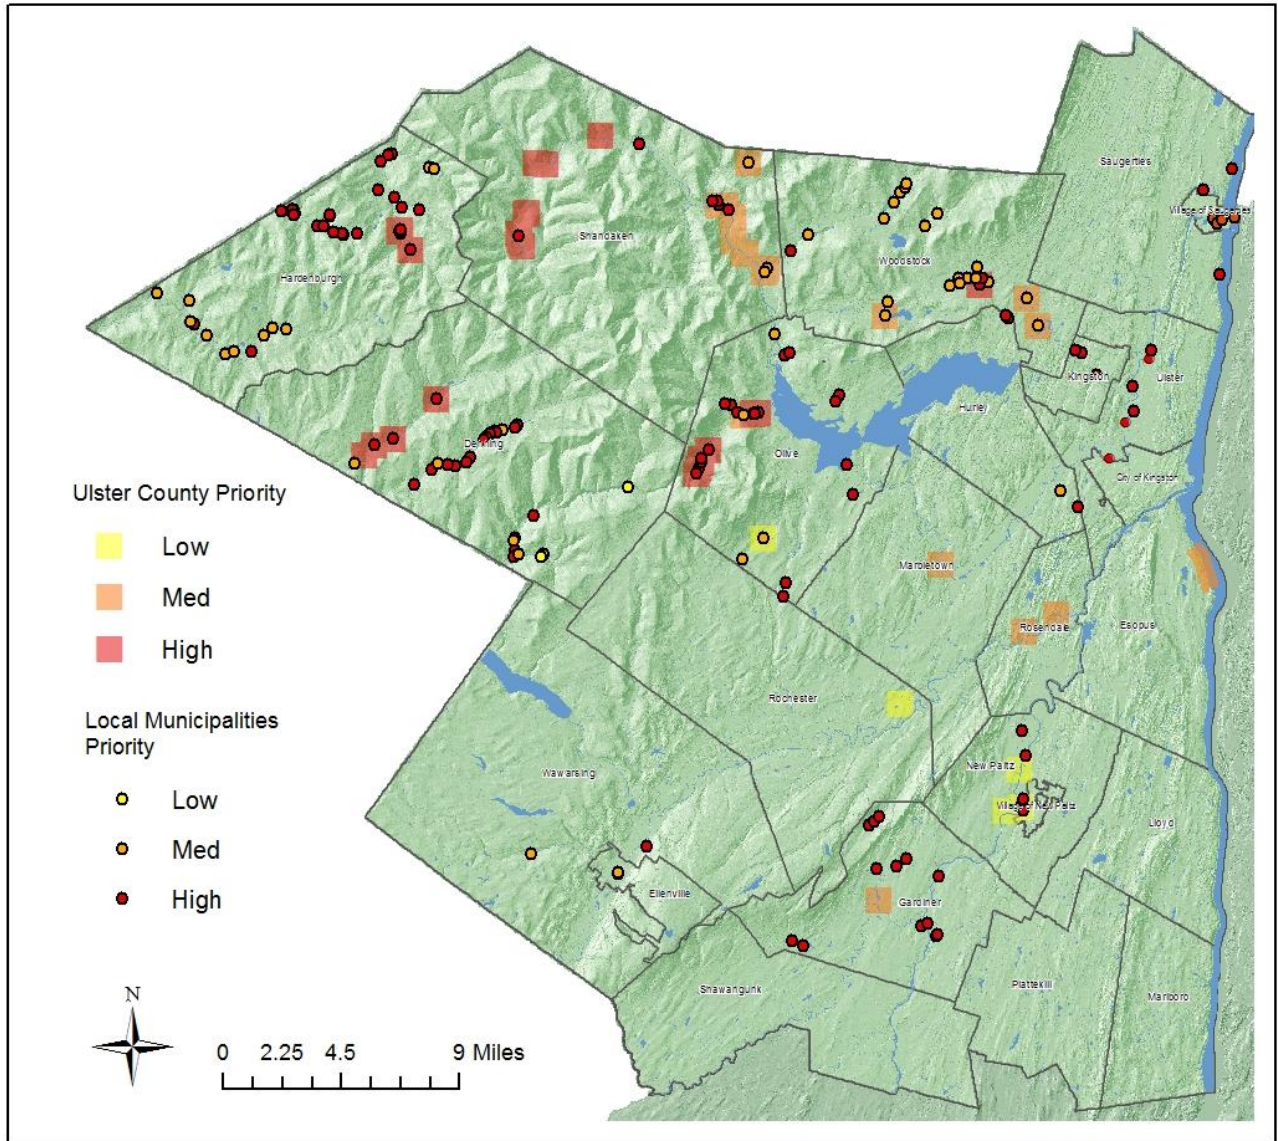 Saugerties
Village of Saugerties
Shandaken
Woodstock
Hardenburgh
Kingston
Ulster
Hurley
Denning
Olive
City of Kingston
Ulster County Priority
Low
Med
High
Marbletown
Rosendale
Esopus
Rochester
Local Municipalities
Priority
Low
Med
High
New Paltz
Wawarsing
Village of New Paltz
Lloyd
Ellenville
Gardiner
Shawangunk
Plattekill
Marlboro
N
0 2.25 4.5 9 Miles